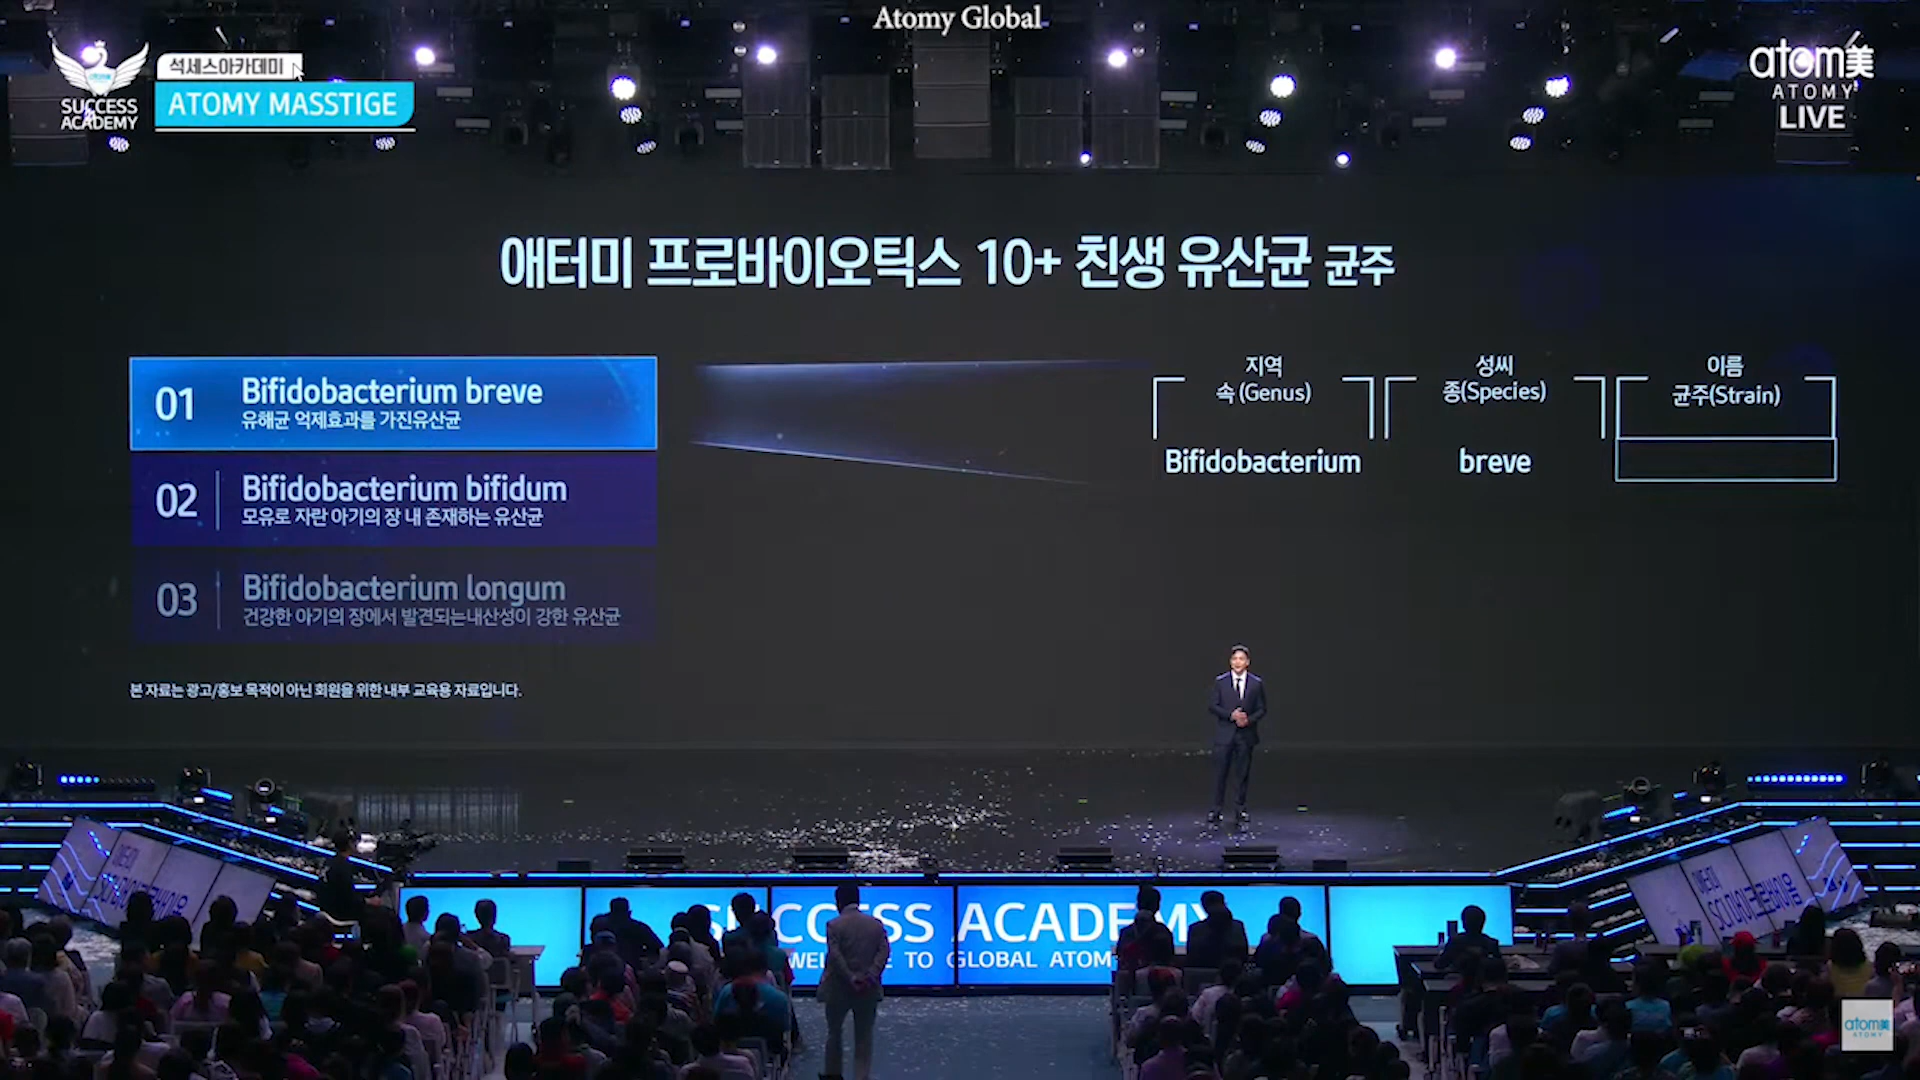 Atomy Global
석세스아카데미
ATOMY MASSTIGE
SUCCESS
ACADEMY
atom美
ATOMY
LIVE
애터미 프로바이오틱스 10+ 친생 유산균 균주
01
Bifidobacterium breve
유해균 억제효과를 가진유산균
02
Bifidobacterium bifidum
모유로 자란 아기의 장 내 존재하는 유산균
03
Bifidobacterium longum
건강한 아기의 장에서 발견되는내산성이 강한 유산균
지역
속(Genus)
Bifidobacterium
성씨
종(Species)
breve
이름
균주(Strain)
본 자료는 광고/홍보 목적이 아닌 회원을 위한 내부 교육용 자료입니다.
SUCCESS ACADEMY
TO GLOBAL ATOM
atom美
ATOMY